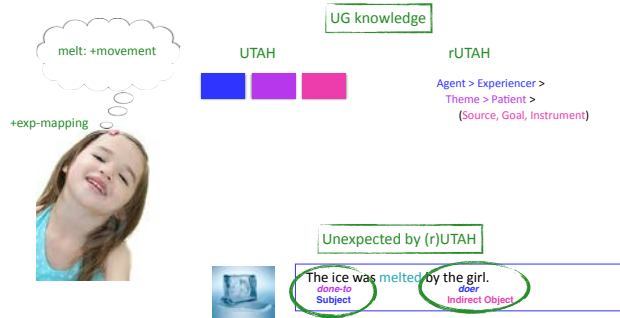 UG knowledge
melt: +movement
UTAH
rUTAH
Agent > Experiencer >
Theme > Patient >
(Source, Goal, Instrument)
+exp-mapping
Unexpected by (r)UTAH
The ice was melted by the girl.
done-to
doer
Subject
Indirect Object